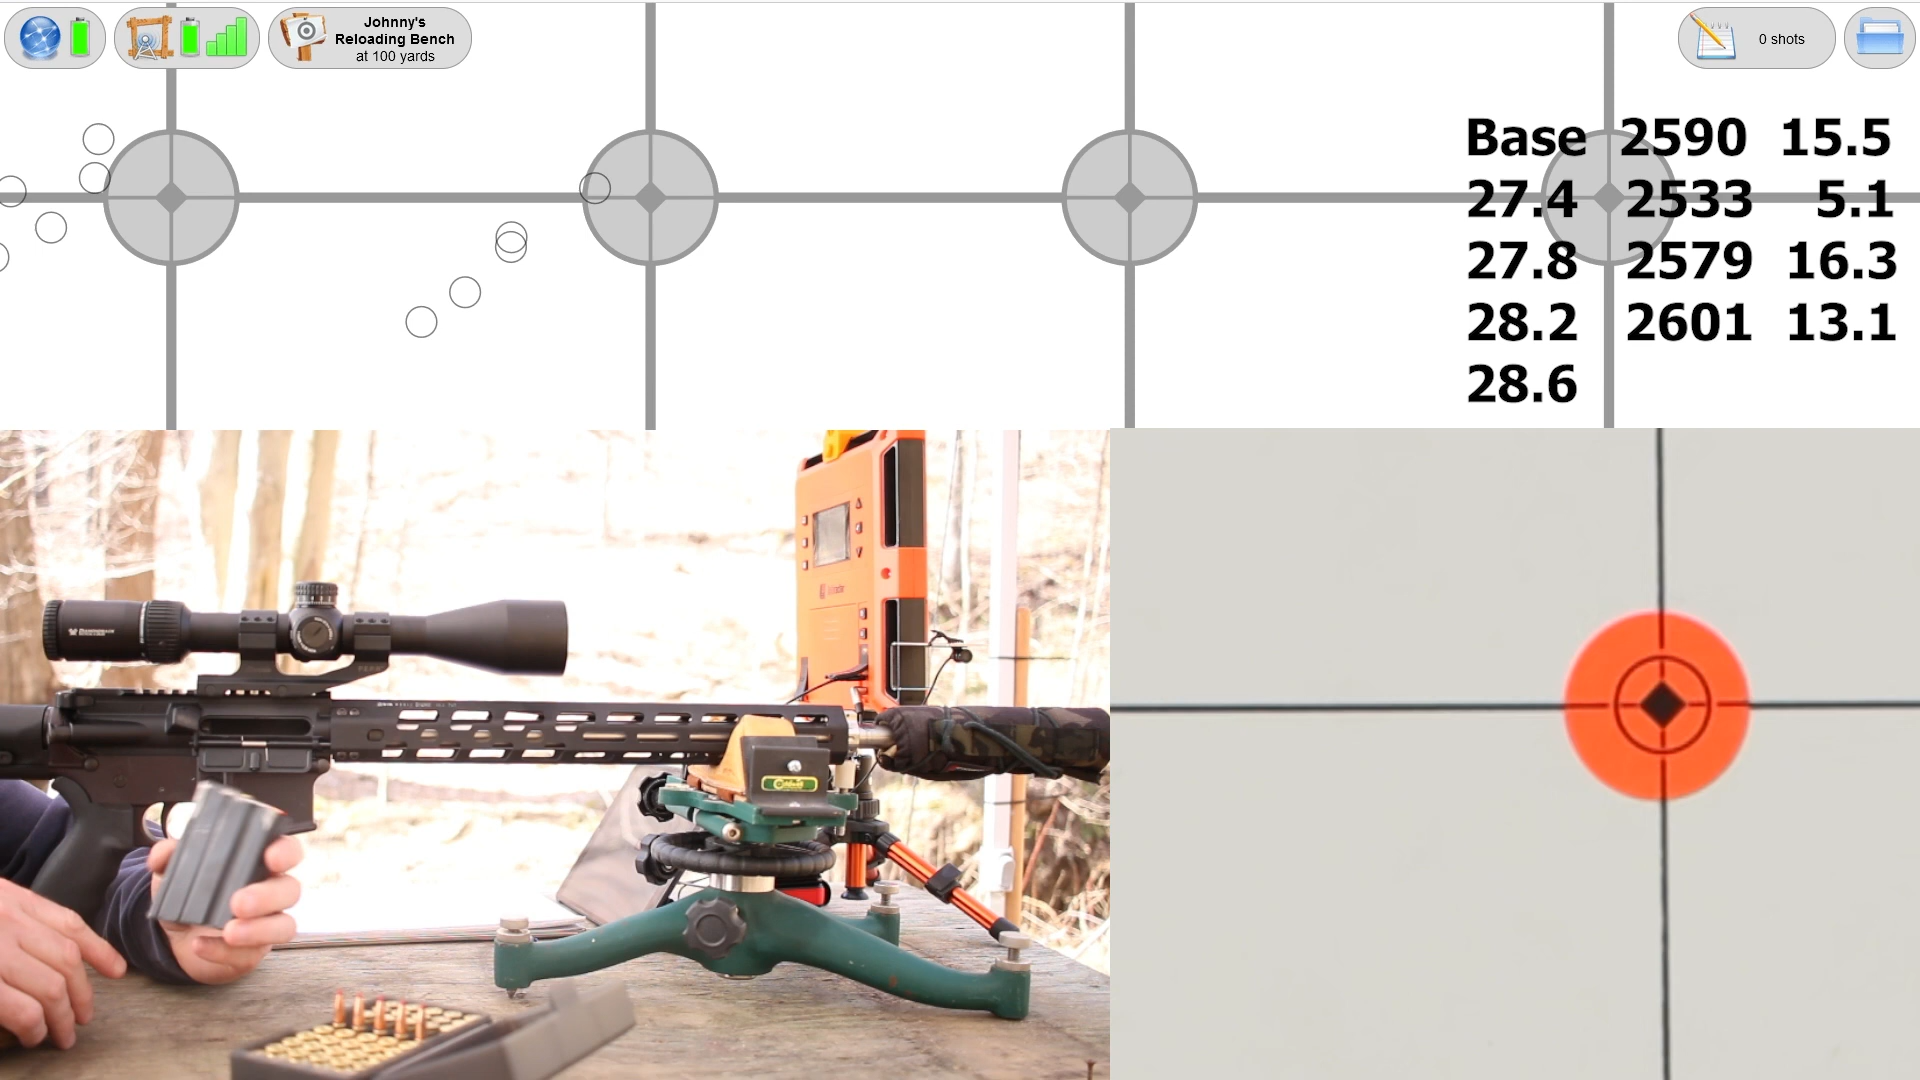 Johnny's
Reloading Bench
at 100 yards
0 shots
Base 2590 15.5
27.4 2533 5.1
27.8 2579 16.3
28.2 2601 13.1
28.6